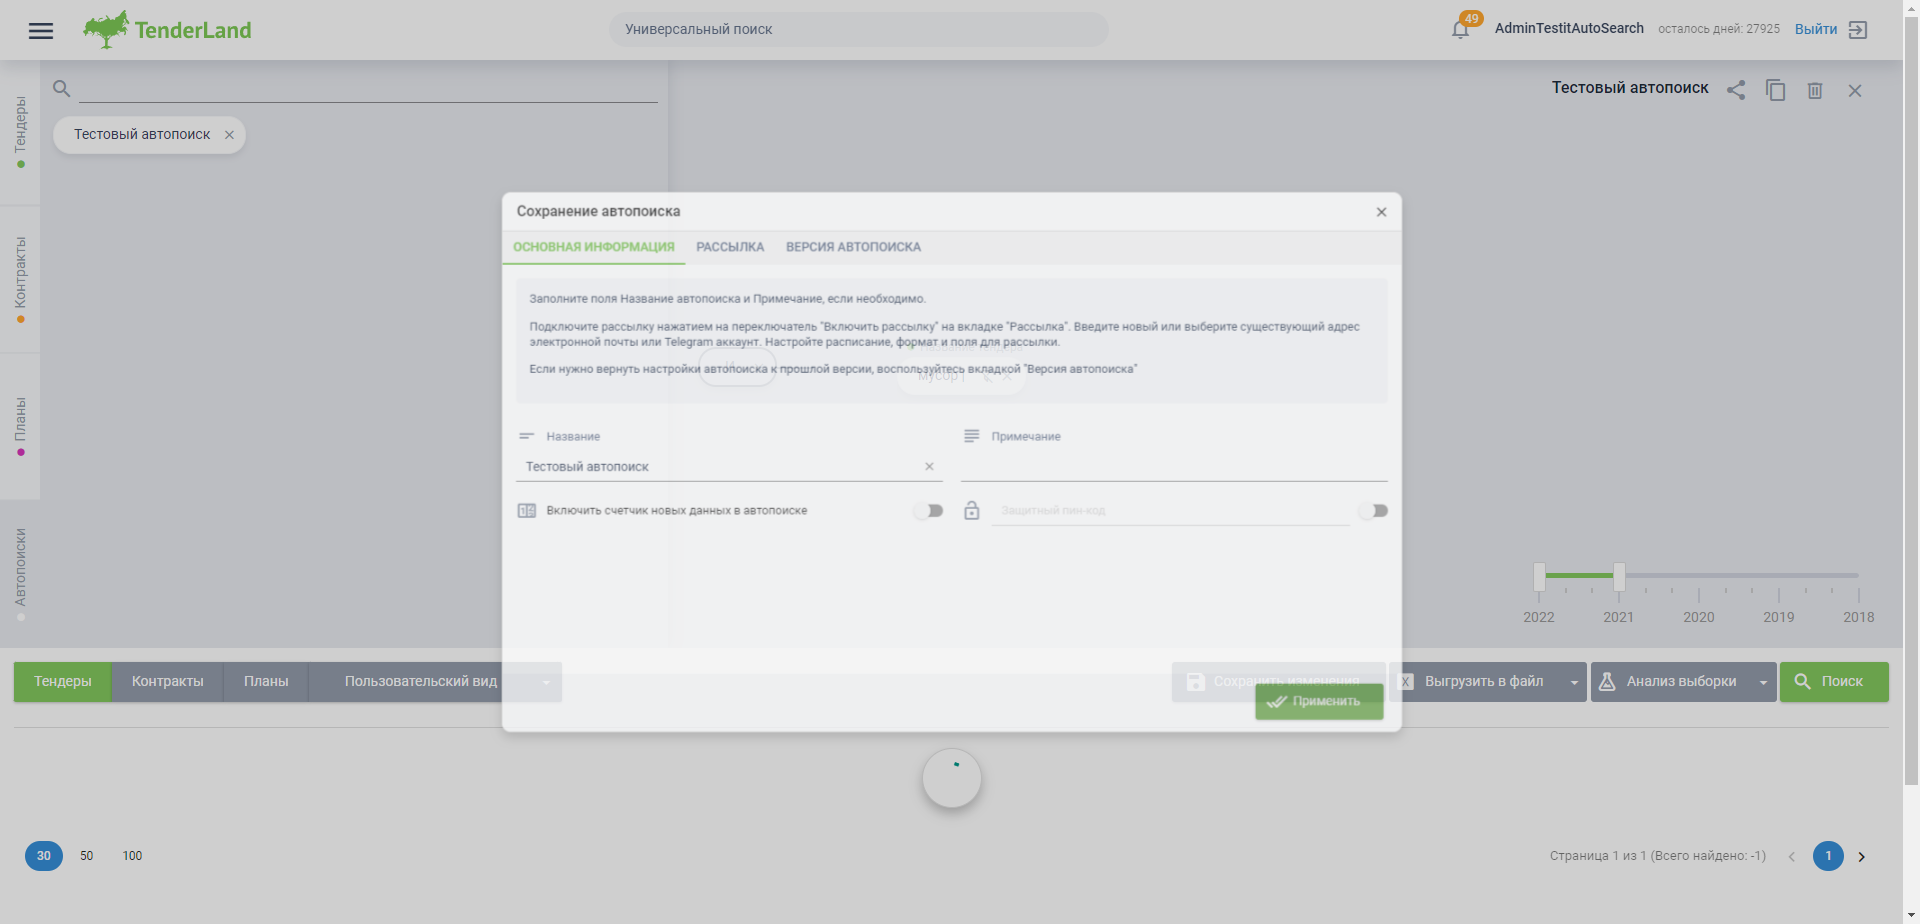 TenderLand
Универсальный поиск
49
AdminTestitAutoSearch
осталось дней: 27925
Выйти
Тендеры
Контракты
Планы
Автопоиски
Тестовый автопоиск
Тестовый автопоиск
Сохранение автопоиска
ОСНОВНАЯ ИНФОРМАЦИЯ
РАССЫЛКА
ВЕРСИЯ АВТОПОИСКА
Заполните поля Название автопоиска и Примечание, если необходимо.
Подключите рассылку нажатием на переключатель "Включить рассылку" на вкладке "Рассылка". Введите новый или выберите существующий адрес
электронной почты или Telegram аккаунт. Настройте расписание, формат и поля для рассылки.
Если нужно вернуть настройки автопоиска к прошлой версии, воспользуйтесь вкладкой "Версия автопоиска"
И
мусор
Название
Примечание
Тестовый автопоиск
Включить счетчик новых данных в автопоиске
Защитный пин-код
2022
2021
2020
2019
2018
Тендеры
Контракты
Планы
Пользовательский вид
Сохранить изменения
Выгрузить в файл
Анализ выборки
Поиск
Применить
30
50
100
Страница 1 из 1 (Всего найдено: -1)
1